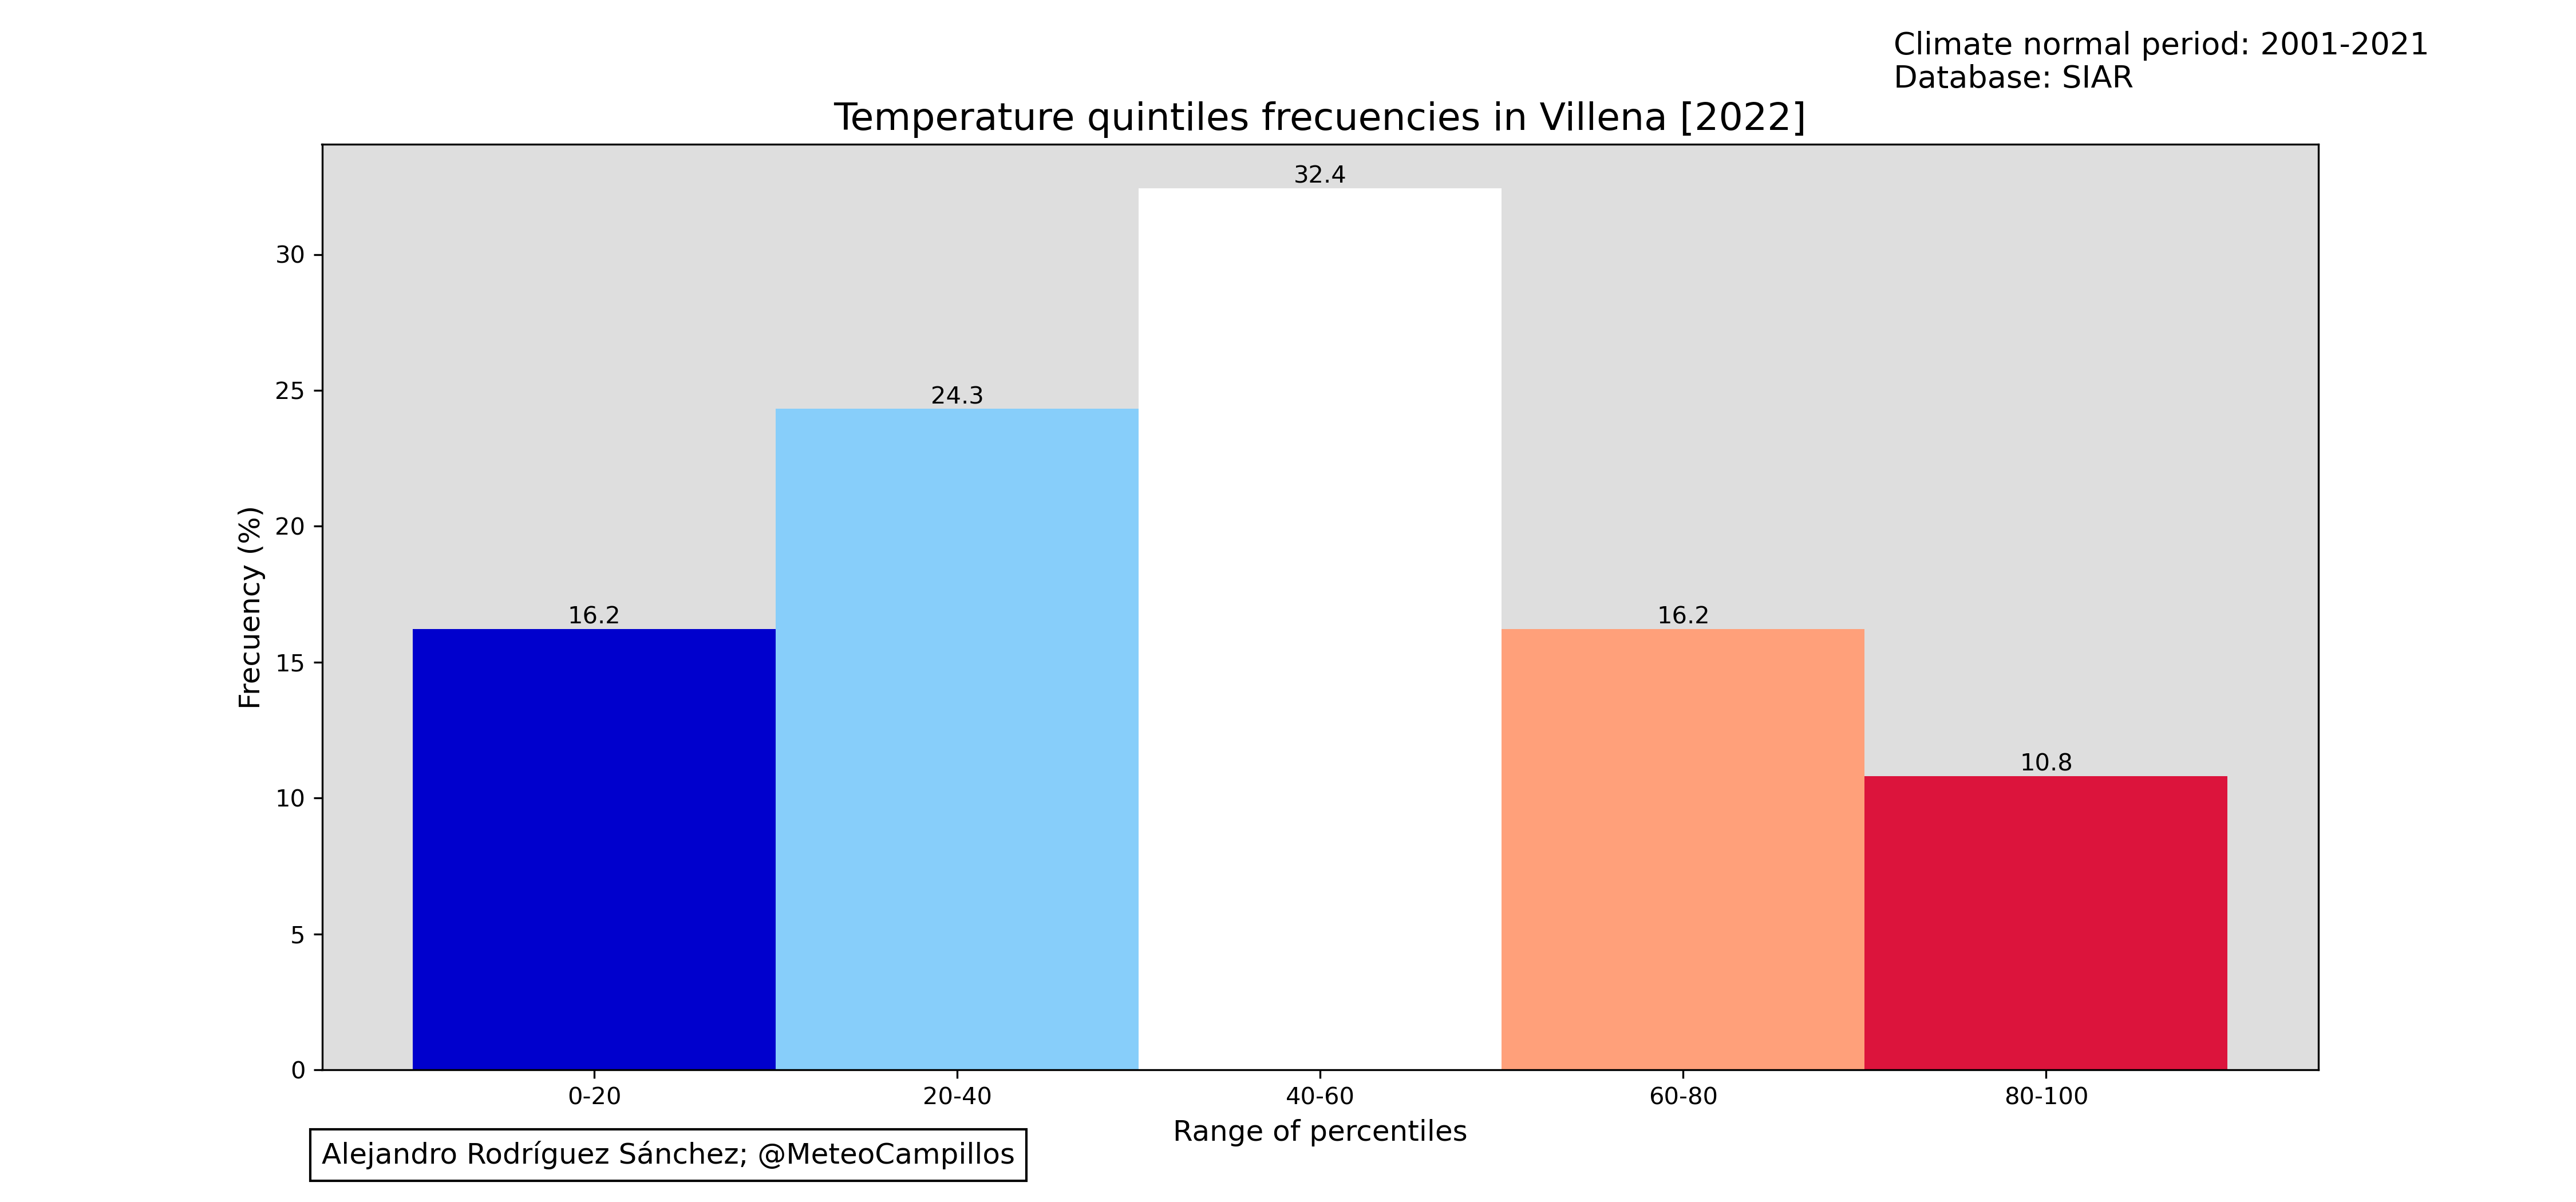 Climate normal period: 2001-2021
Database: SIAR
Temperature quintiles frecuencies in Villena [2022]
Frecuency (%)
30
25
20
15
10
5
0
32.4
24.3
16.2
16.2
10.8
0-20
20-40
40-60
60-80
80-100
Range of percentiles
Alejandro Rodríguez Sánchez; @MeteoCampillos